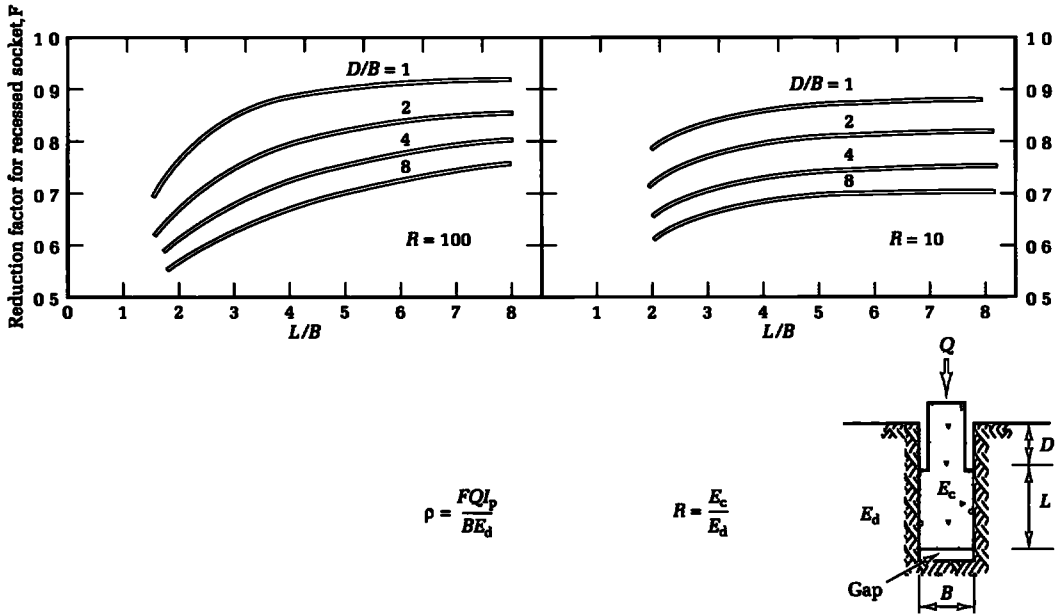 Reduction factor for recessed socket, F
1 0
0 9
0 8
0 7
0 6
0 5
D/B = 1
2
4
8
R = 100
0 1 2 3 4 5 6 7 8
L/B
D/B = 1
2
4
8
R = 10
1 0
0 9
0 8
0 7
0 6
0 5
1 2 3 4 5 6 7 8
L/B
ρ = FQIp / BEd
R = Ec / Ed
Q
D
Ec
L
Ed
Gap
B